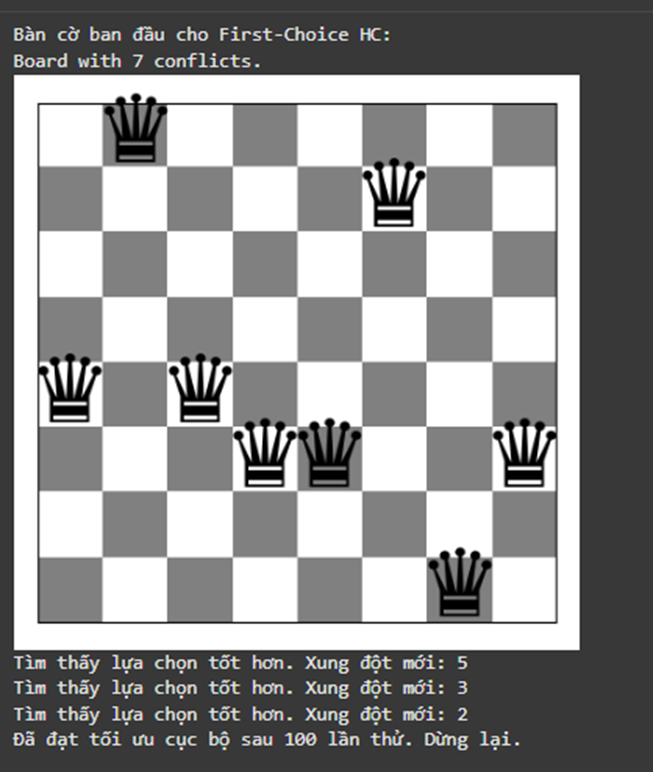 Bàn cờ ban đầu cho First-Choice HC:
Board with 7 conflicts.
Tìm thấy lựa chọn tốt hơn. Xung đột mới: 5
Tìm thấy lựa chọn tốt hơn. Xung đột mới: 3
Tìm thấy lựa chọn tốt hơn. Xung đột mới: 2
Đã đạt tối ưu cục bộ sau 100 lần thử. Dừng lại.